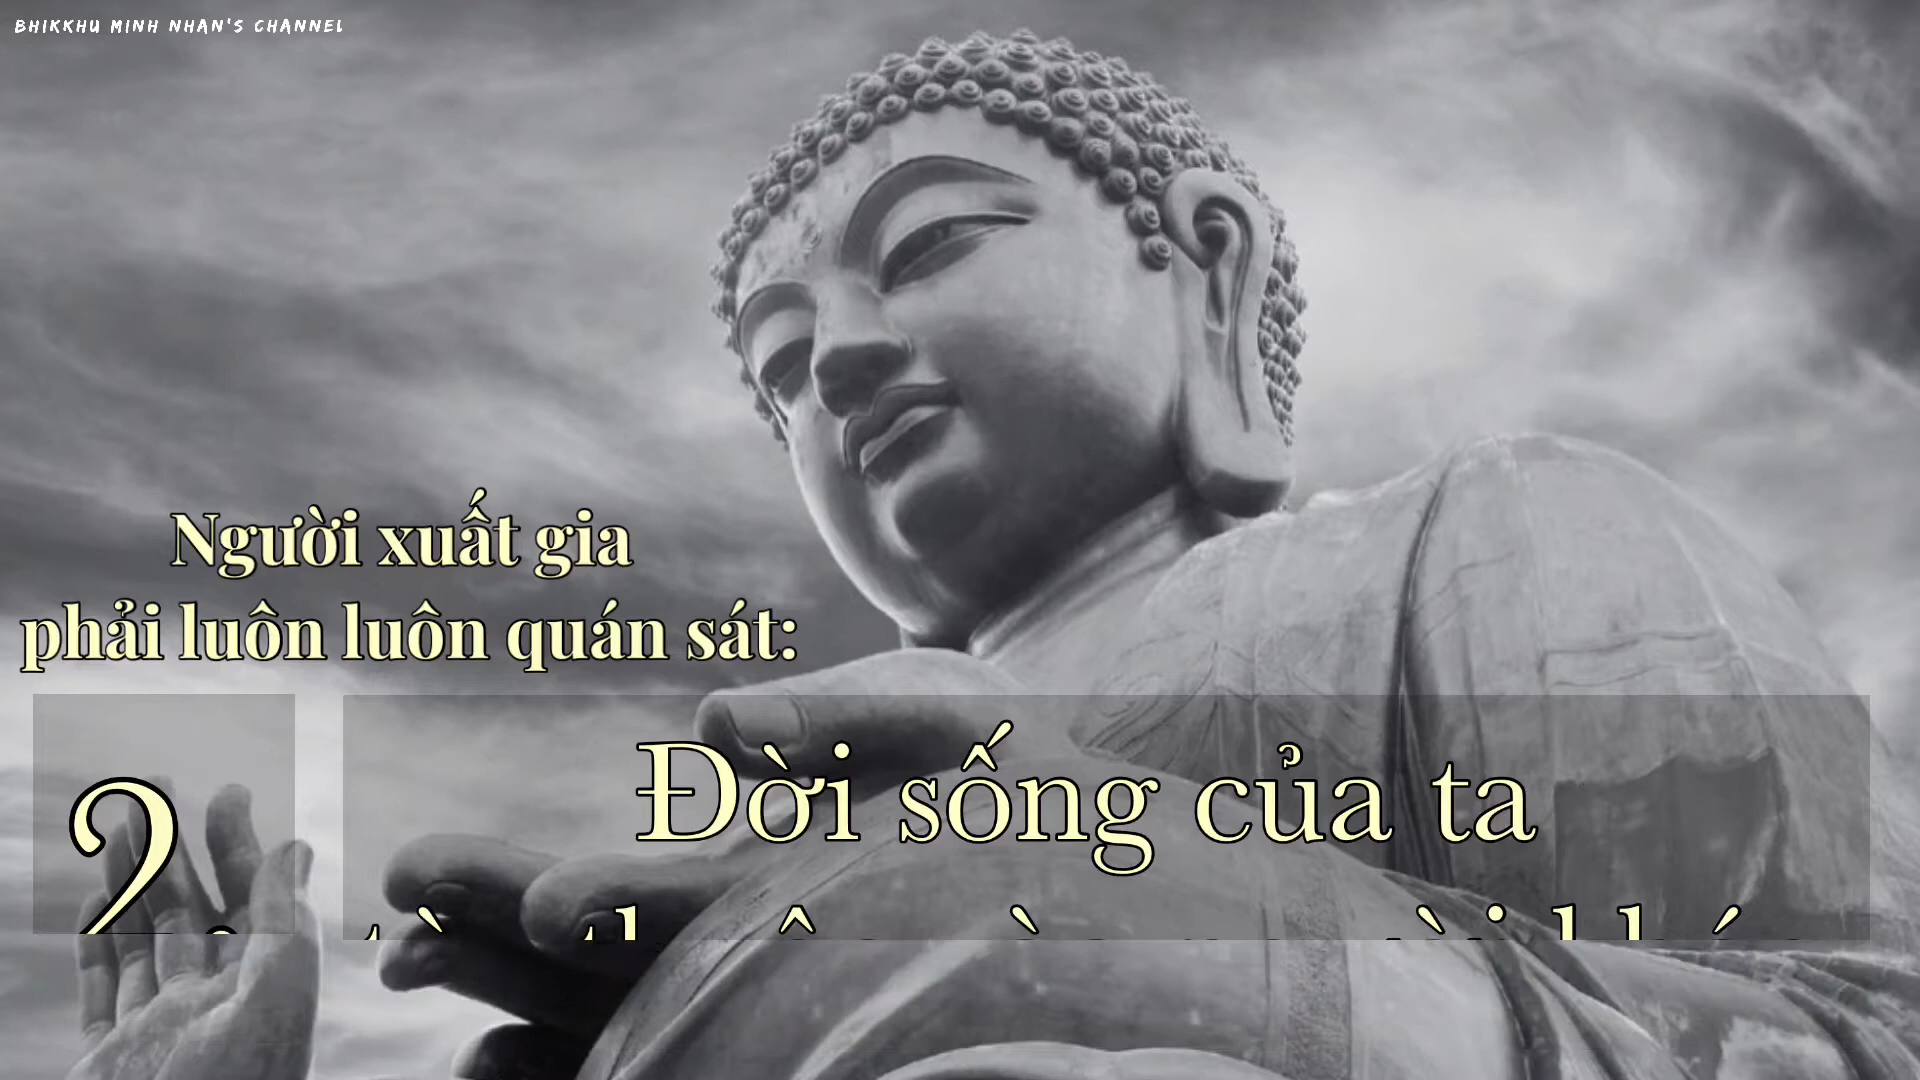 BHIKKHU MINH NHAN'S CHANNEL
Người xuất gia
phải luôn luôn quán sát:
2.
Đời sống của ta